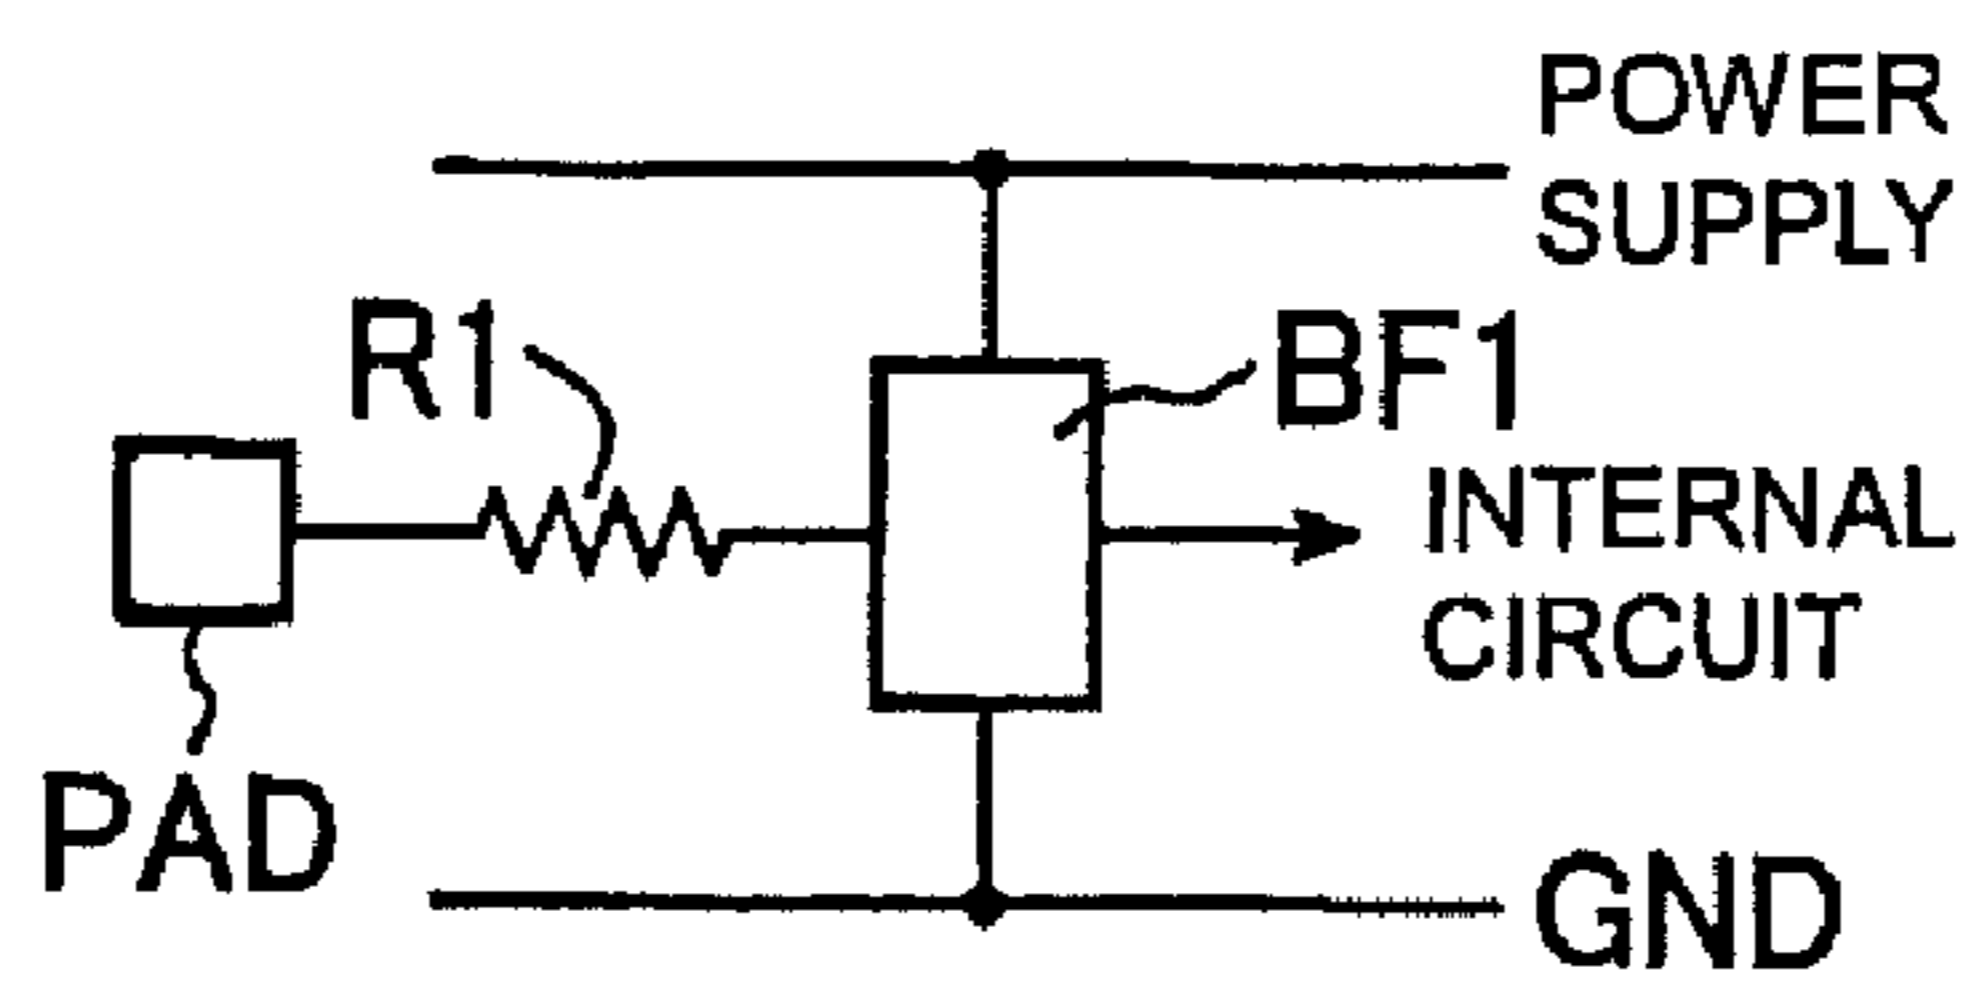 POWER
SUPPLY
R1
BF1
INTERNAL
CIRCUIT
PAD
GND